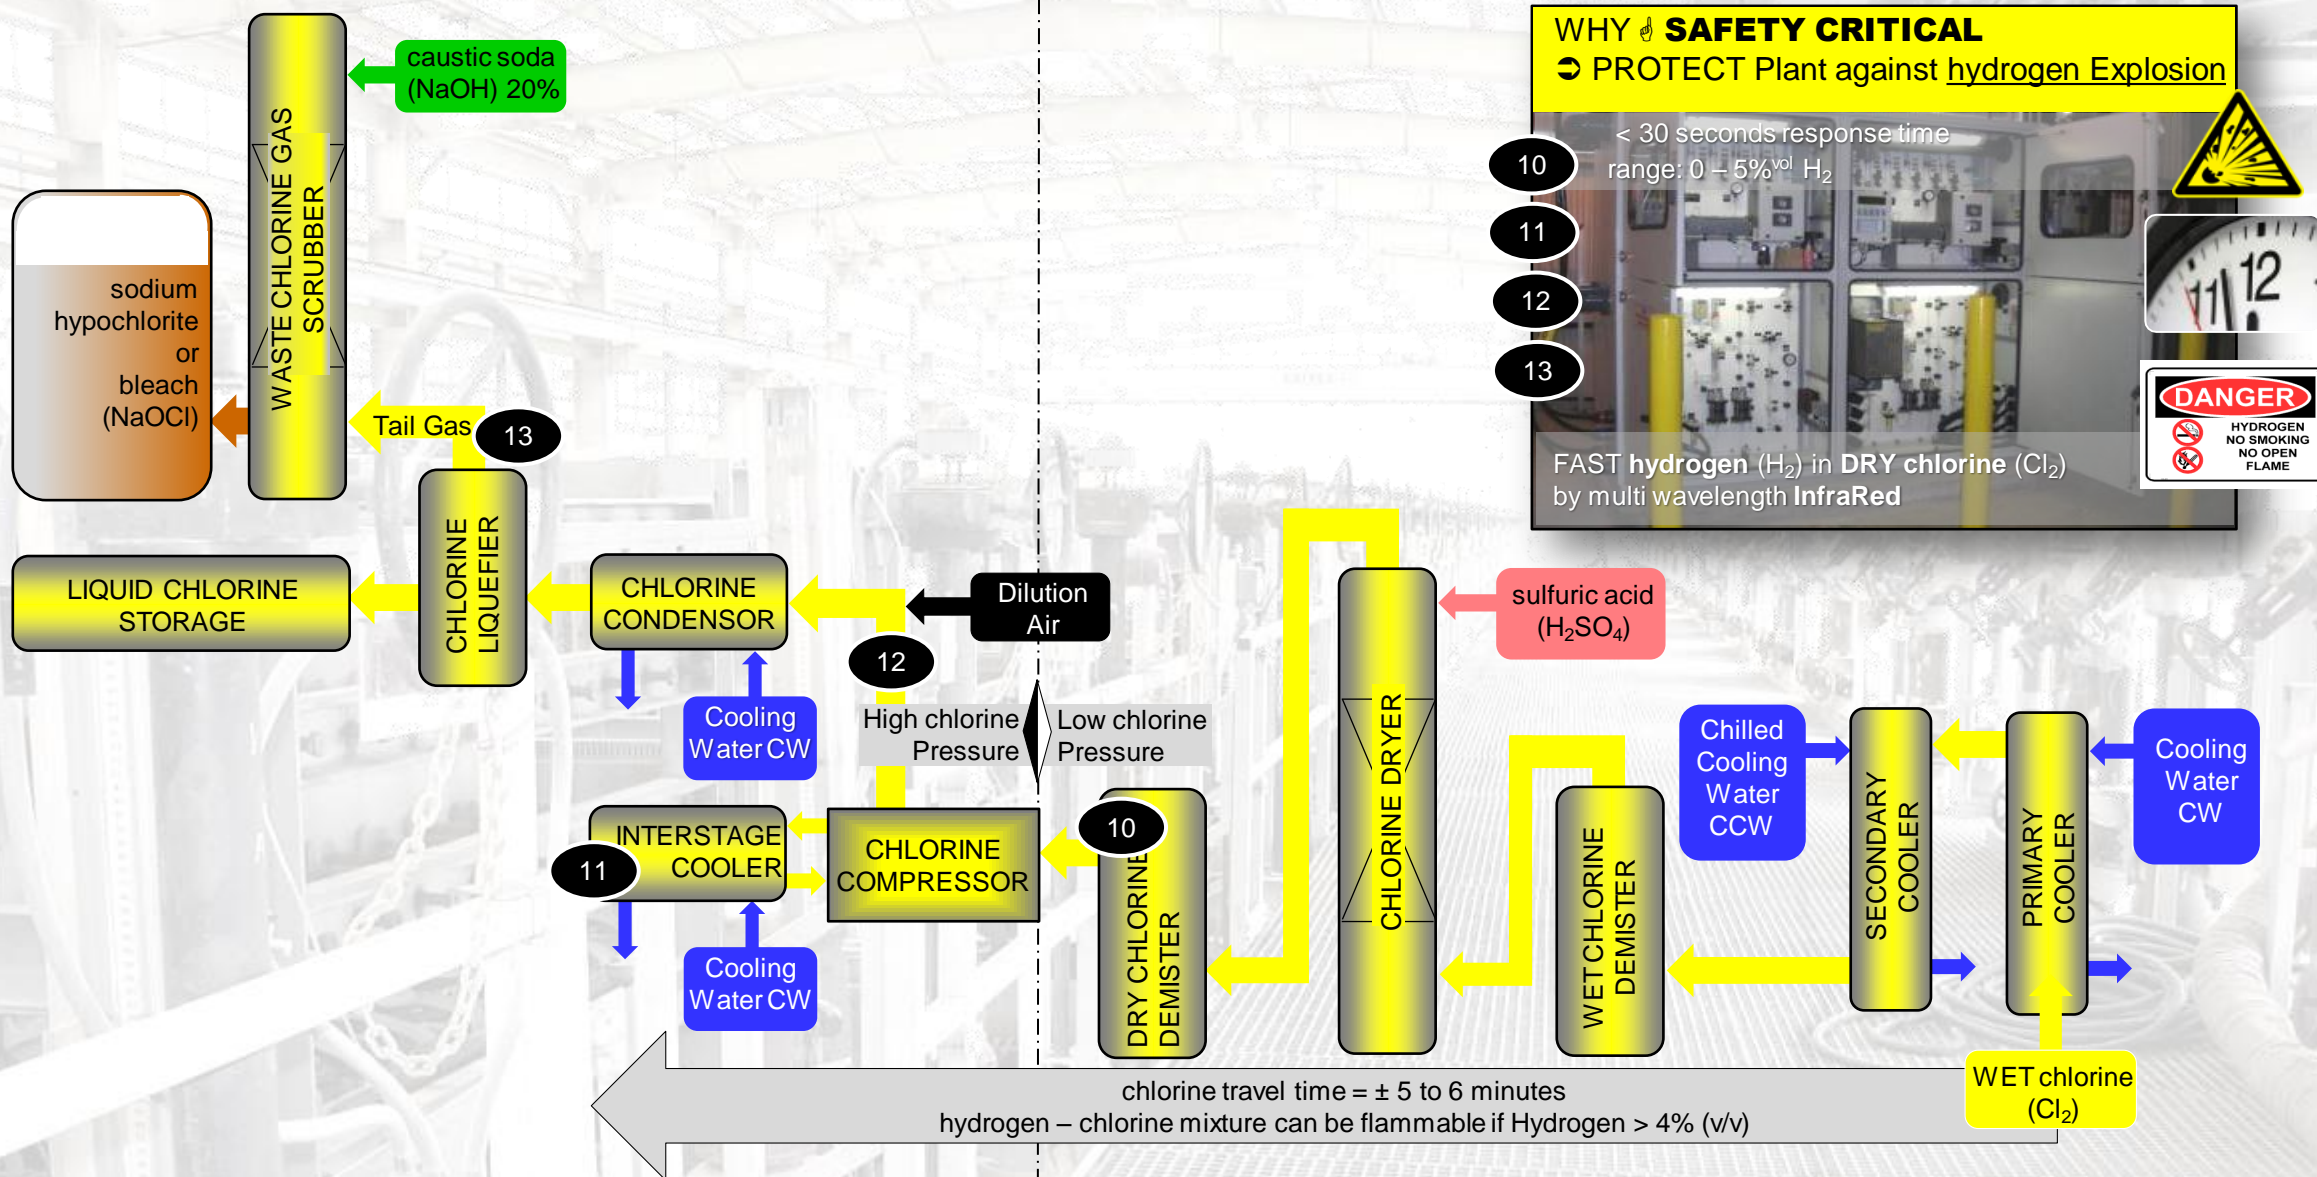 WHY ☝ SAFETY CRITICAL
➲ PROTECT Plant against hydrogen Explosion
< 30 seconds response time
range: 0 – 5%vol H2
10
11
12
13
FAST hydrogen (H2) in DRY chlorine (Cl2)
by multi wavelength InfraRed
11 12
DANGER
HYDROGEN
NO SMOKING
NO OPEN
FLAME
caustic soda
(NaOH) 20%
WASTE CHLORINE GAS
SCRUBBER
sodium
hypochlorite
or
bleach
(NaOCl)
Tail Gas
13
CHLORINE
LIQUEFIER
LIQUID CHLORINE
STORAGE
CHLORINE
CONDENSOR
Dilution
Air
12
Cooling
Water CW
High chlorine
Pressure
Low chlorine
Pressure
INTERSTAGE
COOLER
11
CHLORINE
COMPRESSOR
10
Cooling
Water CW
DRY CHLORINE
DEMISTER
CHLORINE DRYER
sulfuric acid
(H2SO4)
WET CHLORINE
DEMISTER
Chilled
Cooling
Water
CCW
SECONDARY
COOLER
PRIMARY
COOLER
Cooling
Water
CW
WET chlorine
(Cl2)
chlorine travel time = ± 5 to 6 minutes
hydrogen – chlorine mixture can be flammable if Hydrogen > 4% (v/v)